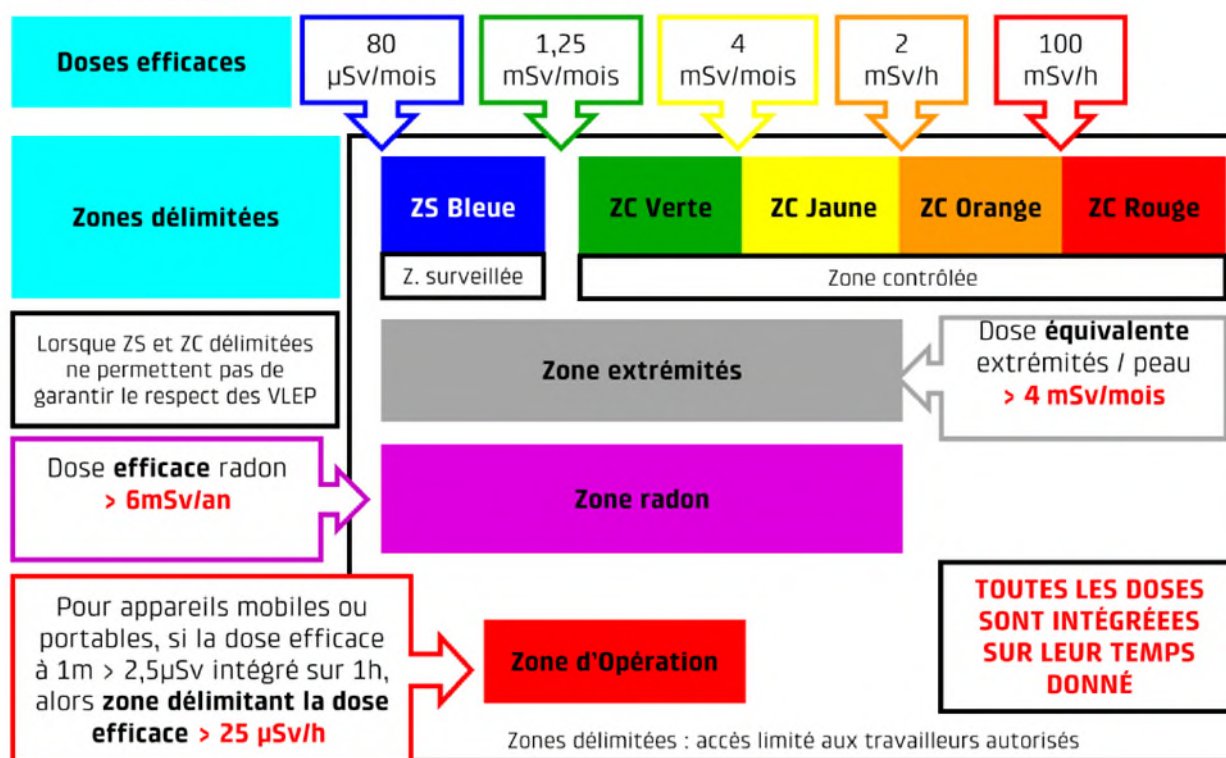 Doses efficaces
80
µSv/mois
1,25
mSv/mois
4
mSv/mois
2
mSv/h
100
mSv/h
Zones délimitées
ZS Bleue
ZC Verte
ZC Jaune
ZC Orange
ZC Rouge
Z. surveillée
Zone contrôlée
Lorsque ZS et ZC délimitées
ne permettent pas de
garantir le respect des VLEP
Zone extrémités
Dose équivalente
extrémités / peau
> 4 mSv/mois
Dose efficace radon
> 6mSv/an
Zone radon
Pour appareils mobiles ou
portables, si la dose efficace
à 1m > 2,5µSv intégré sur 1h,
alors zone délimitant la dose
efficace > 25 µSv/h
Zone d'Opération
TOUTES LES DOSES
SONT INTÉGRÉEES
SUR LEUR TEMPS
DONNÉ
Zones délimitées : accès limité aux travailleurs autorisés